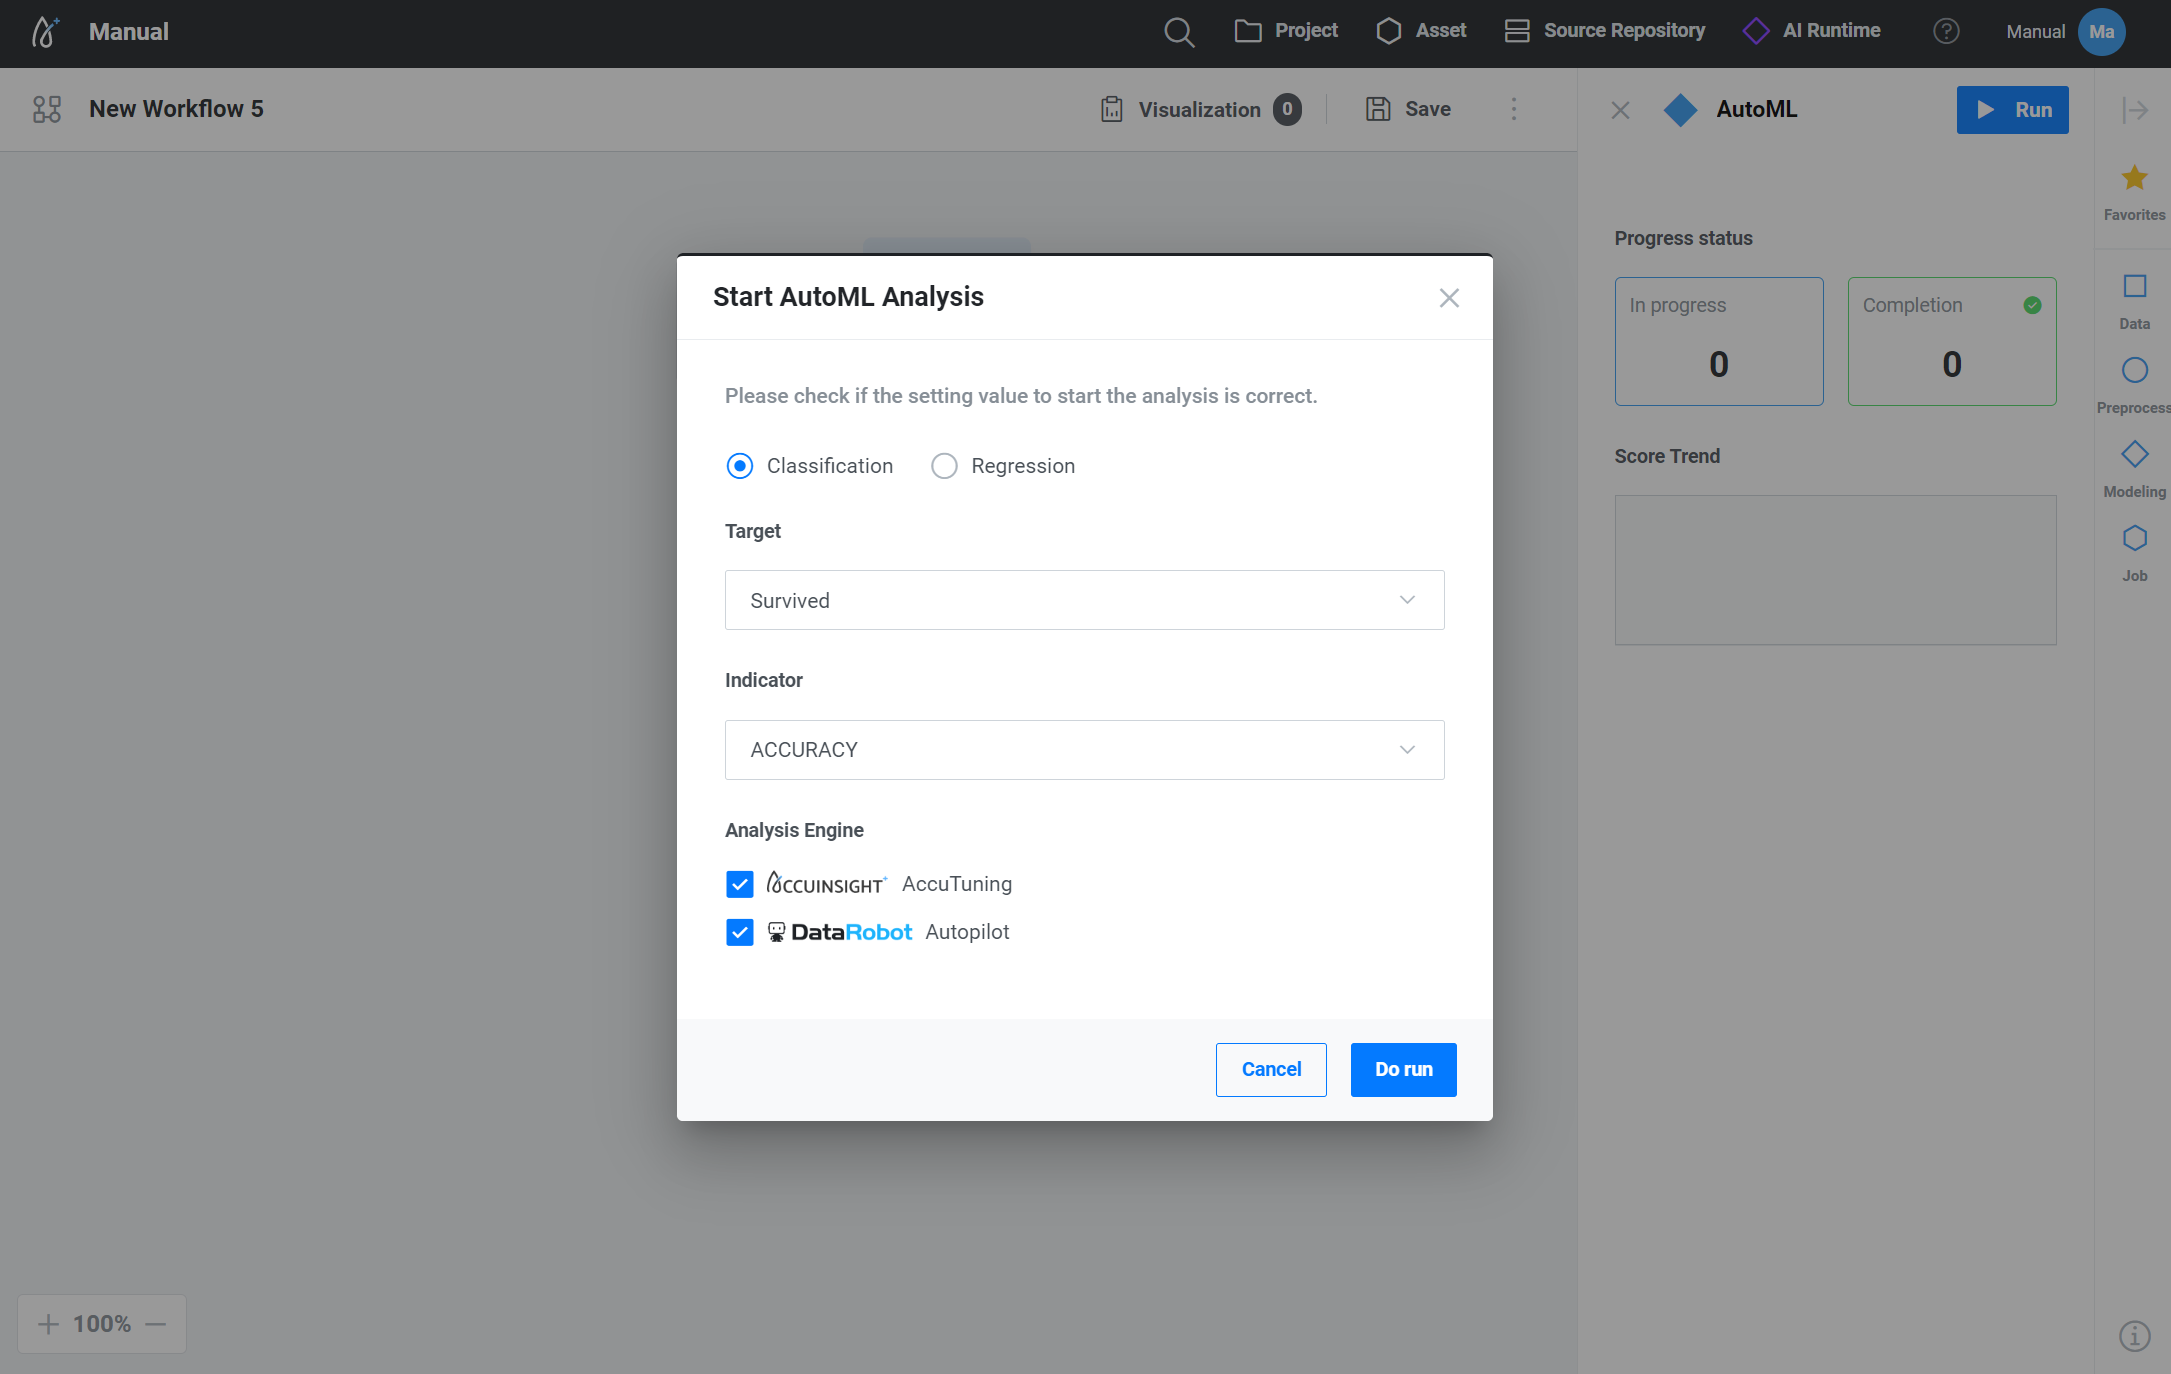 Manual
Project
Asset
Source Repository
AI Runtime
?
Manual
Ma
New Workflow 5
Visualization 0
Save
AutoML
Run
Favorites
Data
Preprocess
Modeling
Job
Progress status
In progress
0
Completion
0
Score Trend
Start AutoML Analysis
Please check if the setting value to start the analysis is correct.
Classification
Regression
Target
Survived
Indicator
ACCURACY
Analysis Engine
ACCUINSIGHT+ AccuTuning
DataRobot Autopilot
Cancel
Do run
100%